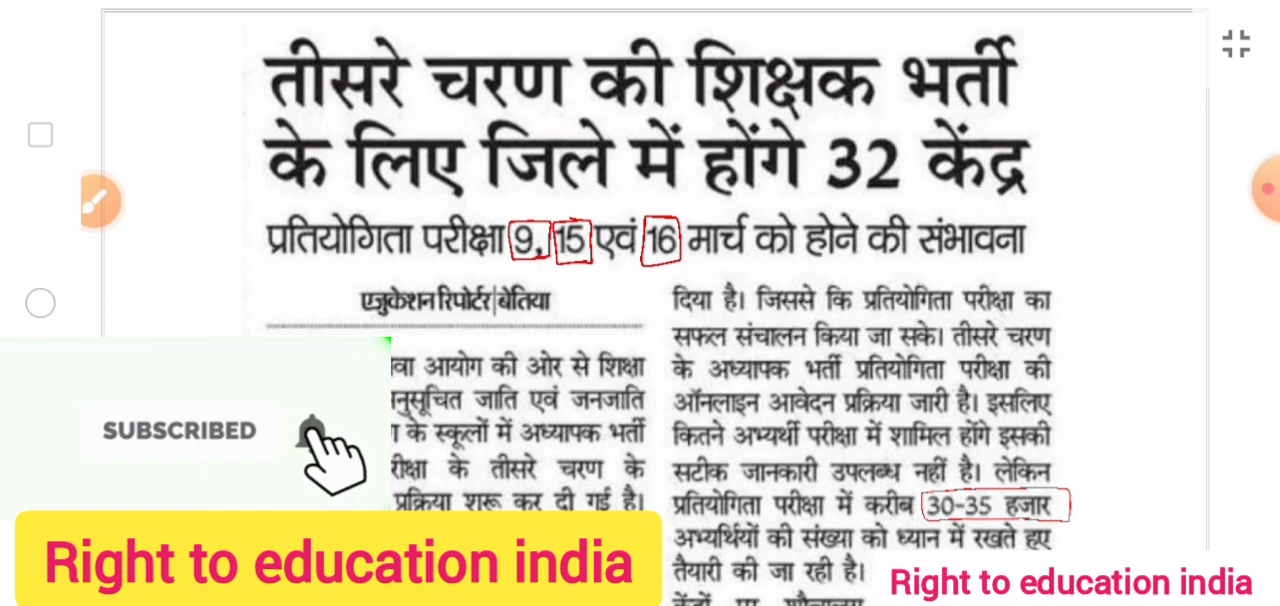 तीसरे चरण की शिक्षक भर्ती
के लिए जिले में होंगे 32 केंद्र
प्रतियोगिता परीक्षा 9, 15 एवं 16 मार्च को होने की संभावना
एजुकेशन रिपोर्टर|बेतिया
आयोग की ओर से शिक्षा
जाति एवं जनजाति
के स्कूलों में अध्यापक भर्ती
के तीसरे चरण के
प्रक्रिया शुरू कर दी गई है।
दिया है। जिससे कि प्रतियोगिता परीक्षा का
सफल संचालन किया जा सके। तीसरे चरण
के अध्यापक भर्ती प्रतियोगिता परीक्षा की
ऑनलाइन आवेदन प्रक्रिया जारी है। इसलिए
कितने अभ्यर्थी परीक्षा में शामिल होंगे इसकी
सटीक जानकारी उपलब्ध नहीं है। लेकिन
प्रतियोगिता परीक्षा में करीब 30-35 हजार
अभ्यर्थियों की संख्या को ध्यान में रखते हुए
तैयारी की जा रही है।
SUBSCRIBED
Right to education india
Right to education india